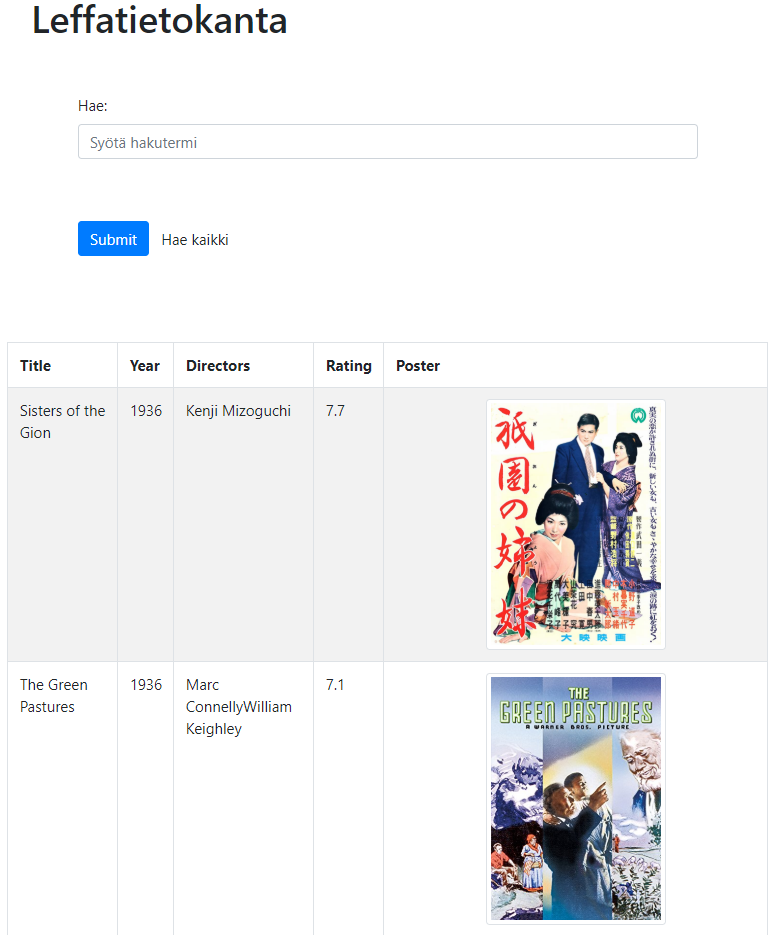 Leffatietokanta
Hae:
Syötä hakutermi
Submit Hae kaikki
Title Year Directors Rating Poster
Sisters of the Gion 1936 Kenji Mizoguchi 7.7
祇園の姉妹
大映映画
The Green Pastures 1936 Marc ConnellyWilliam Keighley 7.1
THE
GREEN PASTURES
A WARNER BROS. PICTURE